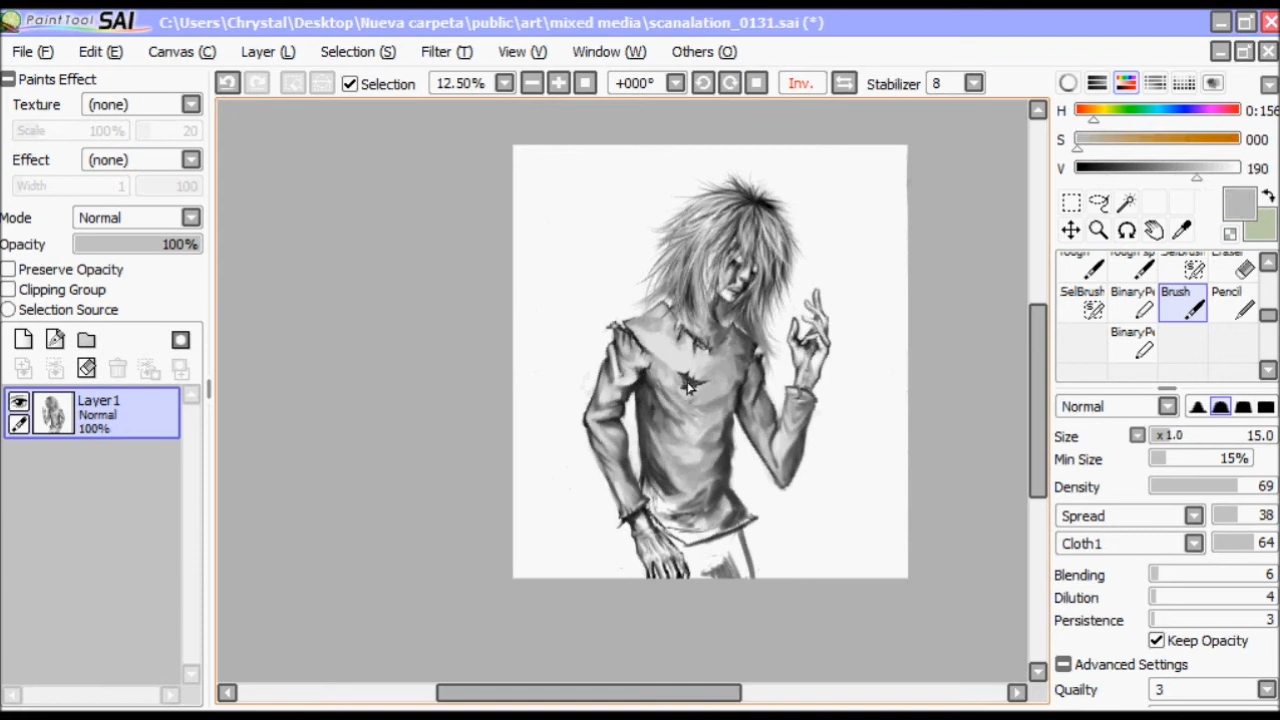 PaintTool SAI C:\Users\Chrystal\Desktop\Nueva carpeta\public\art\mixed media\scanalation_0131.sai (*)
File (F) Edit (E) Canvas (C) Layer (L) Selection (S) Filter (T) View (V) Window (W) Others (O)
Paints Effect
Selection 12.50% +000° Inv. Stabilizer 8
Texture (none)
Scale 100% 20
Effect (none)
Width 1 100
Mode Normal
Opacity 100%
Preserve Opacity
Clipping Group
Selection Source
Layer1
Normal
100%
H 0:156
S 000
V 190
SelBrush BinaryPe Brush Pencil
BinaryPe
Normal
Size x1.0 15.0
Min Size 15%
Density 69
Spread 38
Cloth1 64
Blending 6
Dilution 4
Persistence 3
Keep Opacity
Advanced Settings
Quailty 3